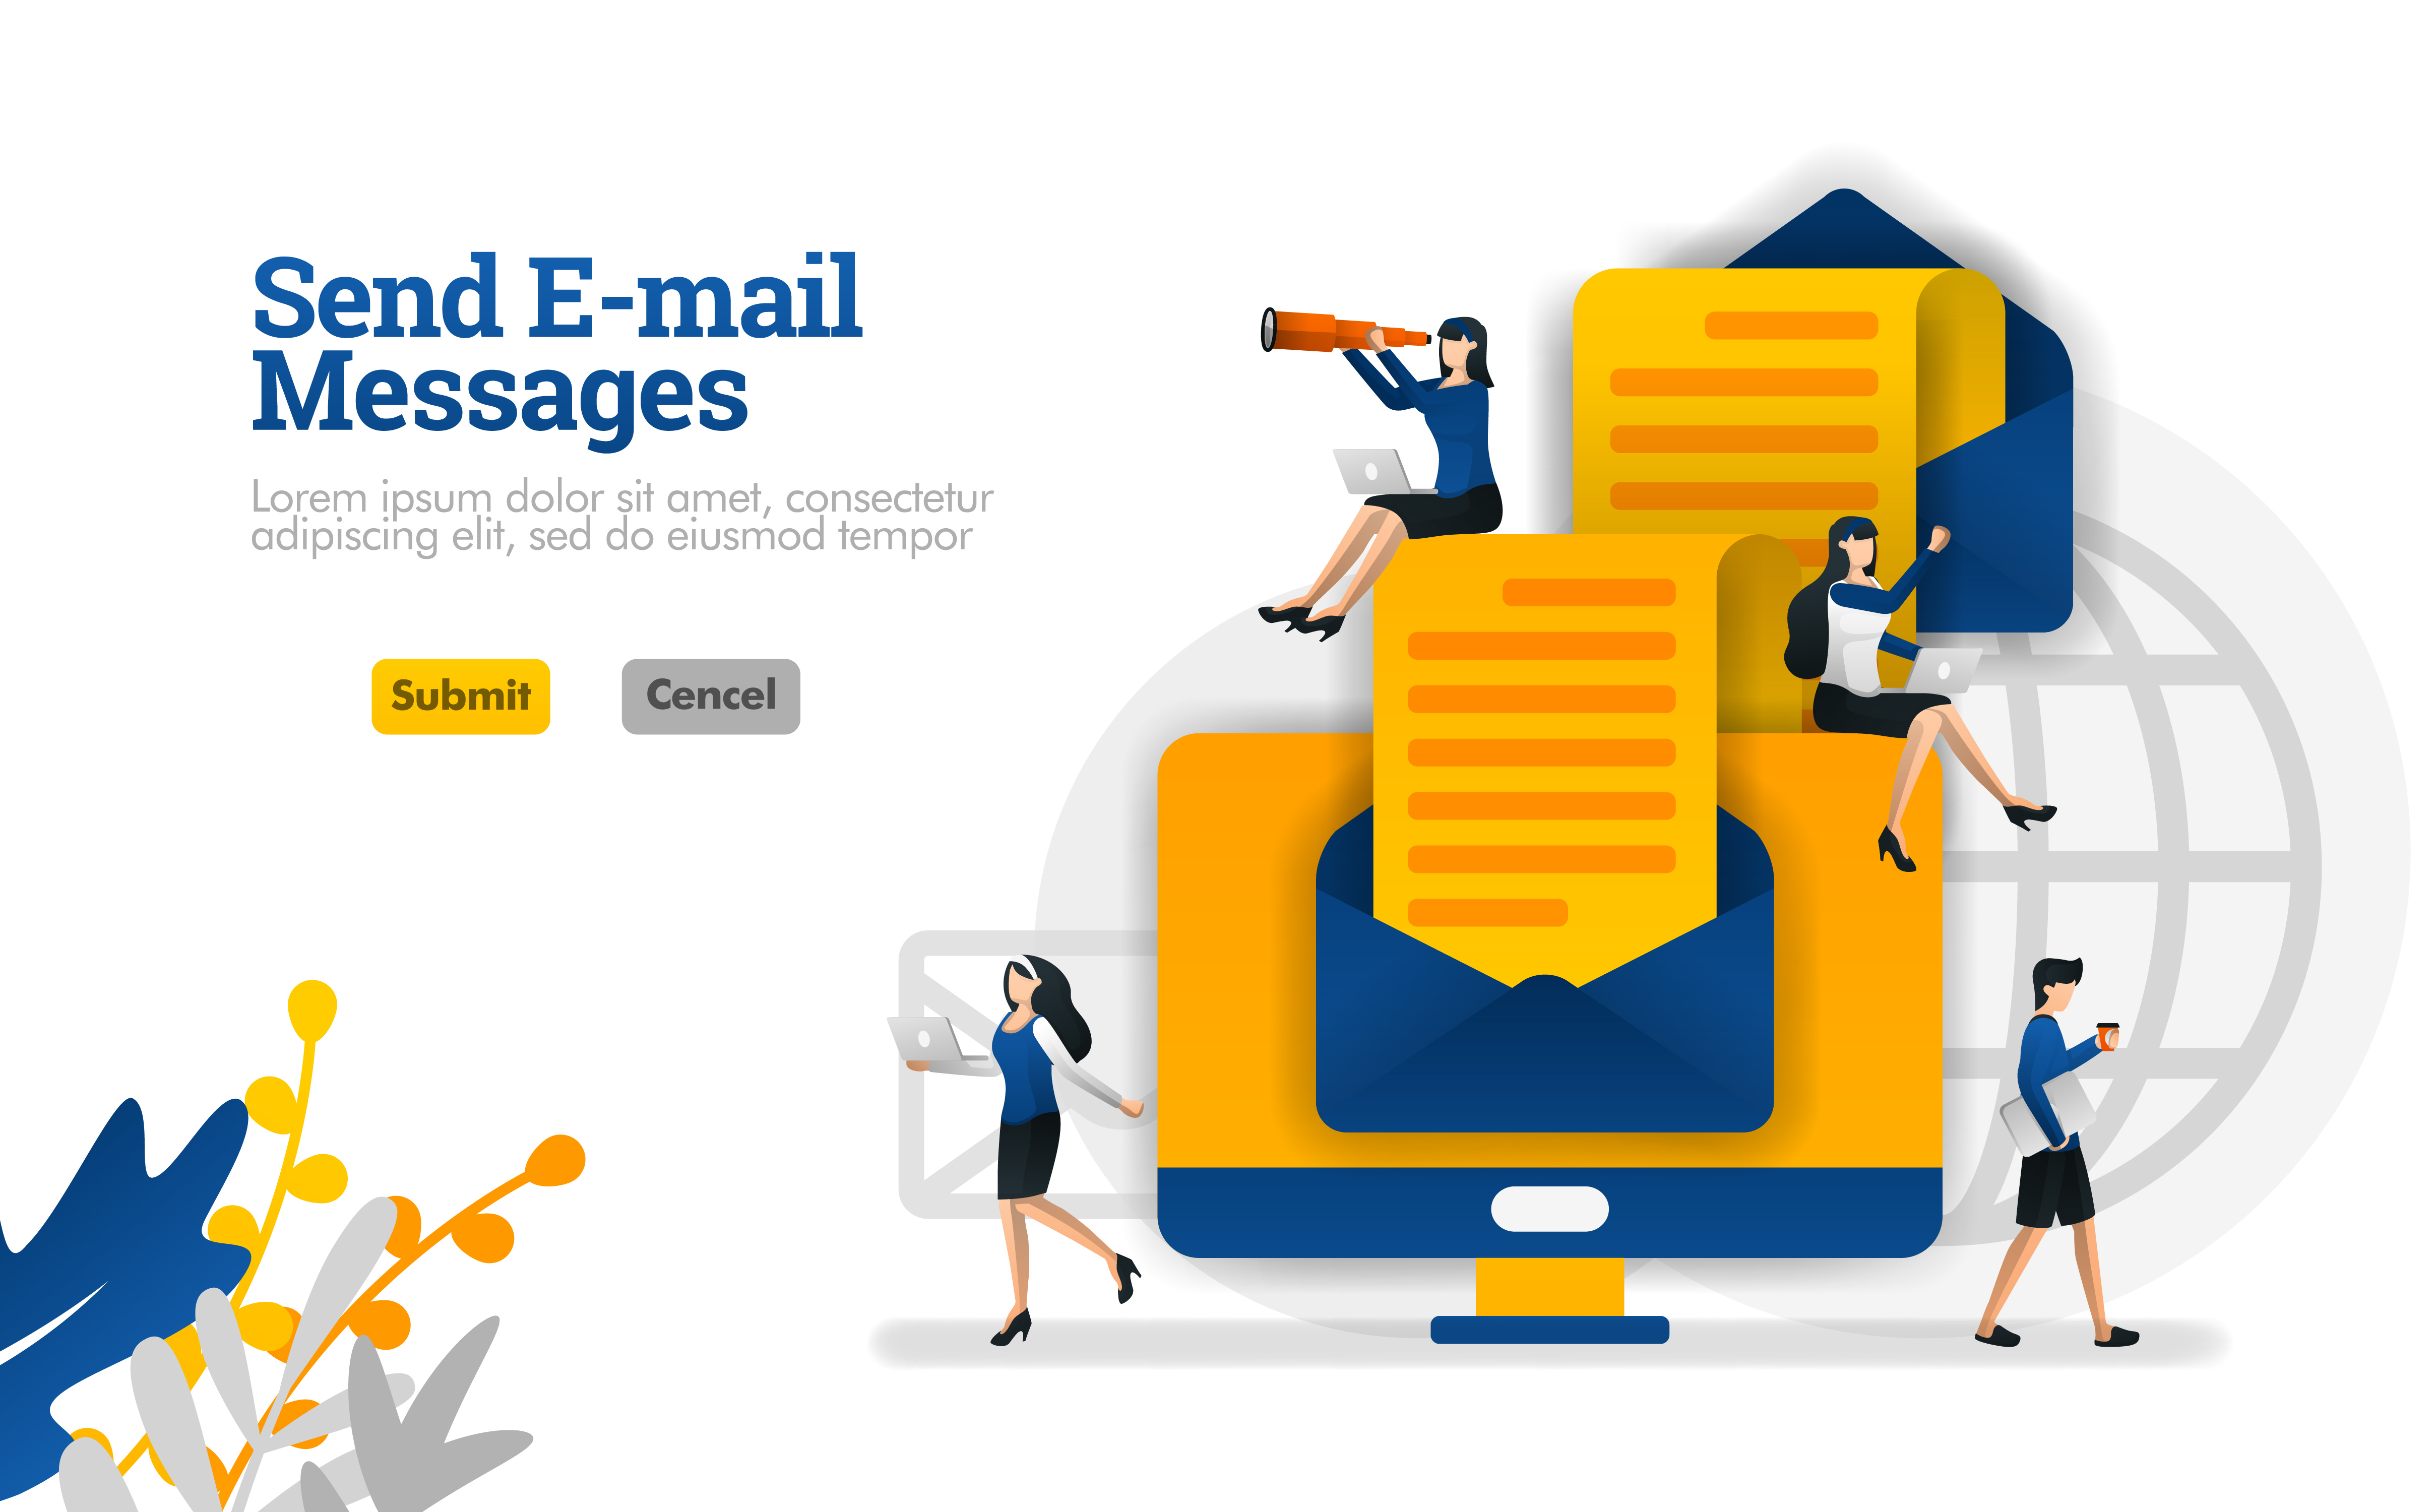 Send E-mail
Messages
Lorem ipsum dolor sit amet, consectetur
adipiscing elit, sed do eiusmod tempor
Submit
Cencel